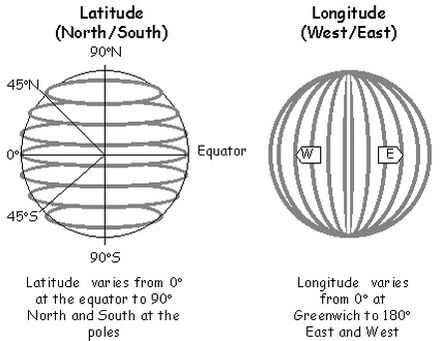 Latitude
(North/South)
90°N
45°N
0°
Equator
45°S
90°S
Latitude varies from 0°
at the equator to 90°
North and South at the
poles
Longitude
(West/East)
W
E
Longitude varies
from 0° at
Greenwich to 180°
East and West